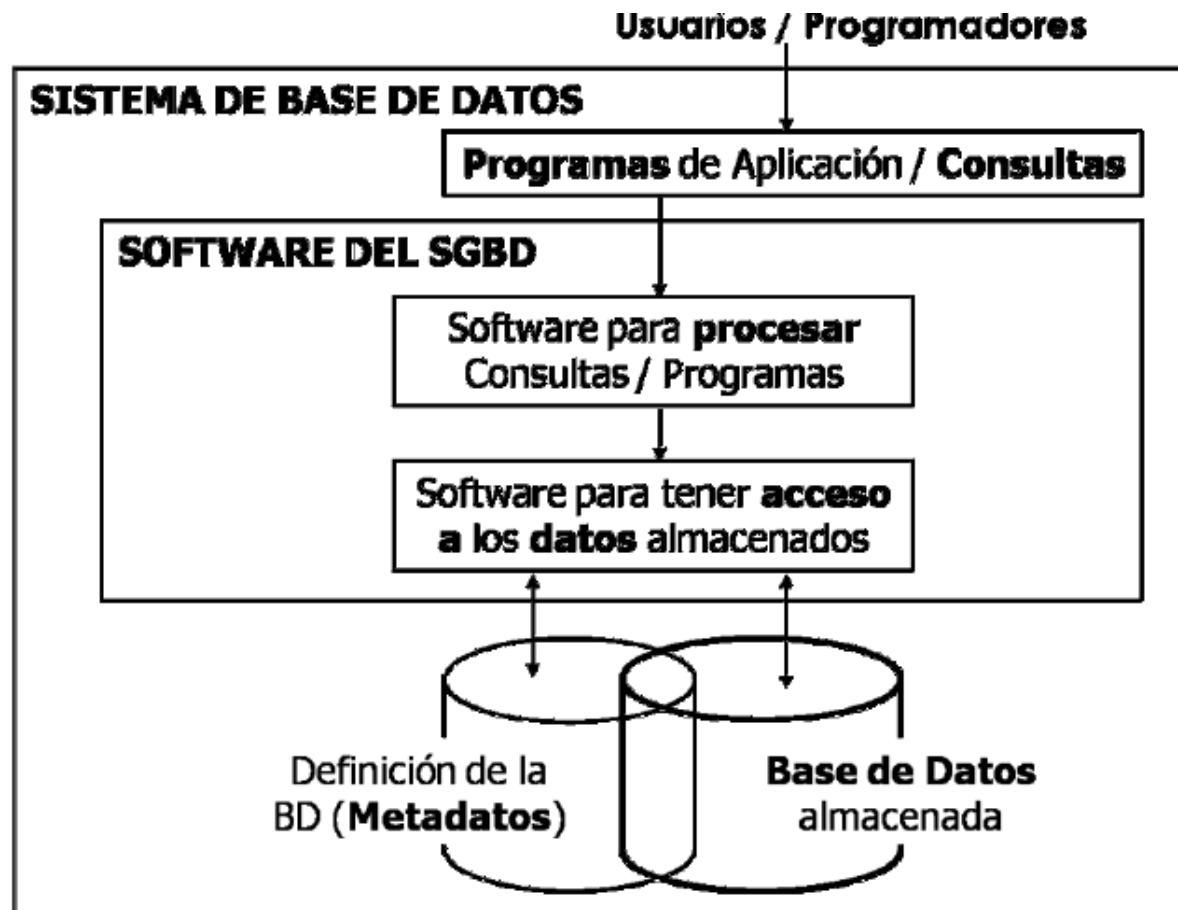 Usuarios / Programadores
SISTEMA DE BASE DE DATOS
Programas de Aplicación / Consultas
SOFTWARE DEL SGBD
Software para procesar
Consultas / Programas
Software para tener acceso
a los datos almacenados
Definición de la
BD (Metadatos)
Base de Datos
almacenada